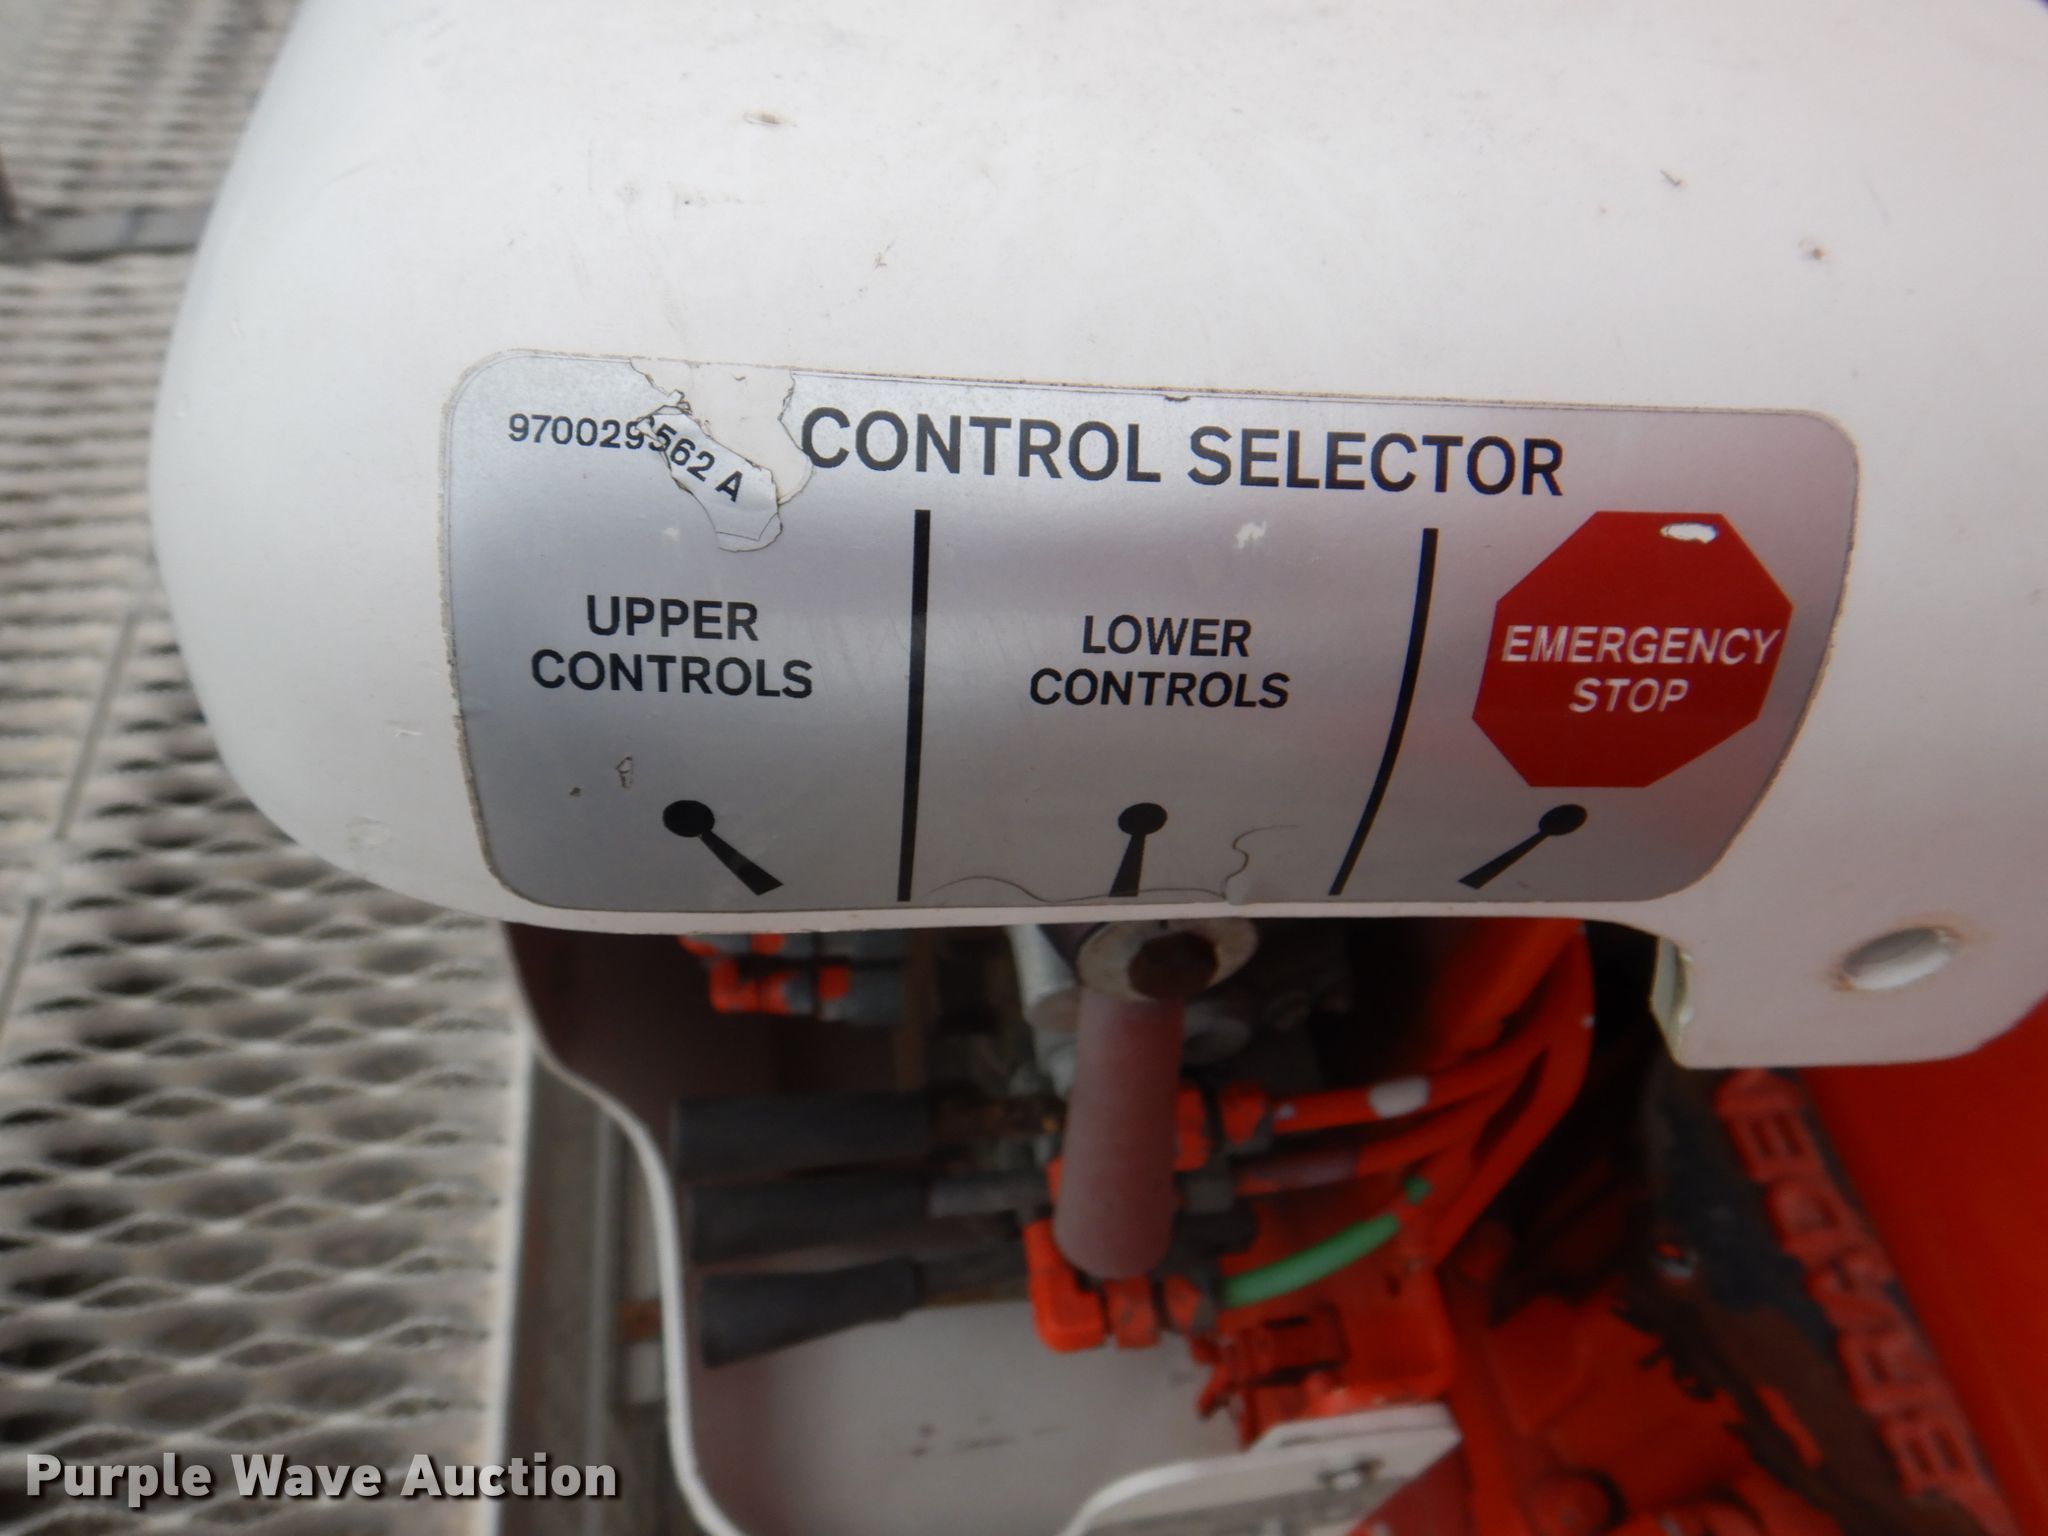 970029562 A
CONTROL SELECTOR
UPPER
CONTROLS
LOWER
CONTROLS
EMERGENCY
STOP
Purple Wave Auction